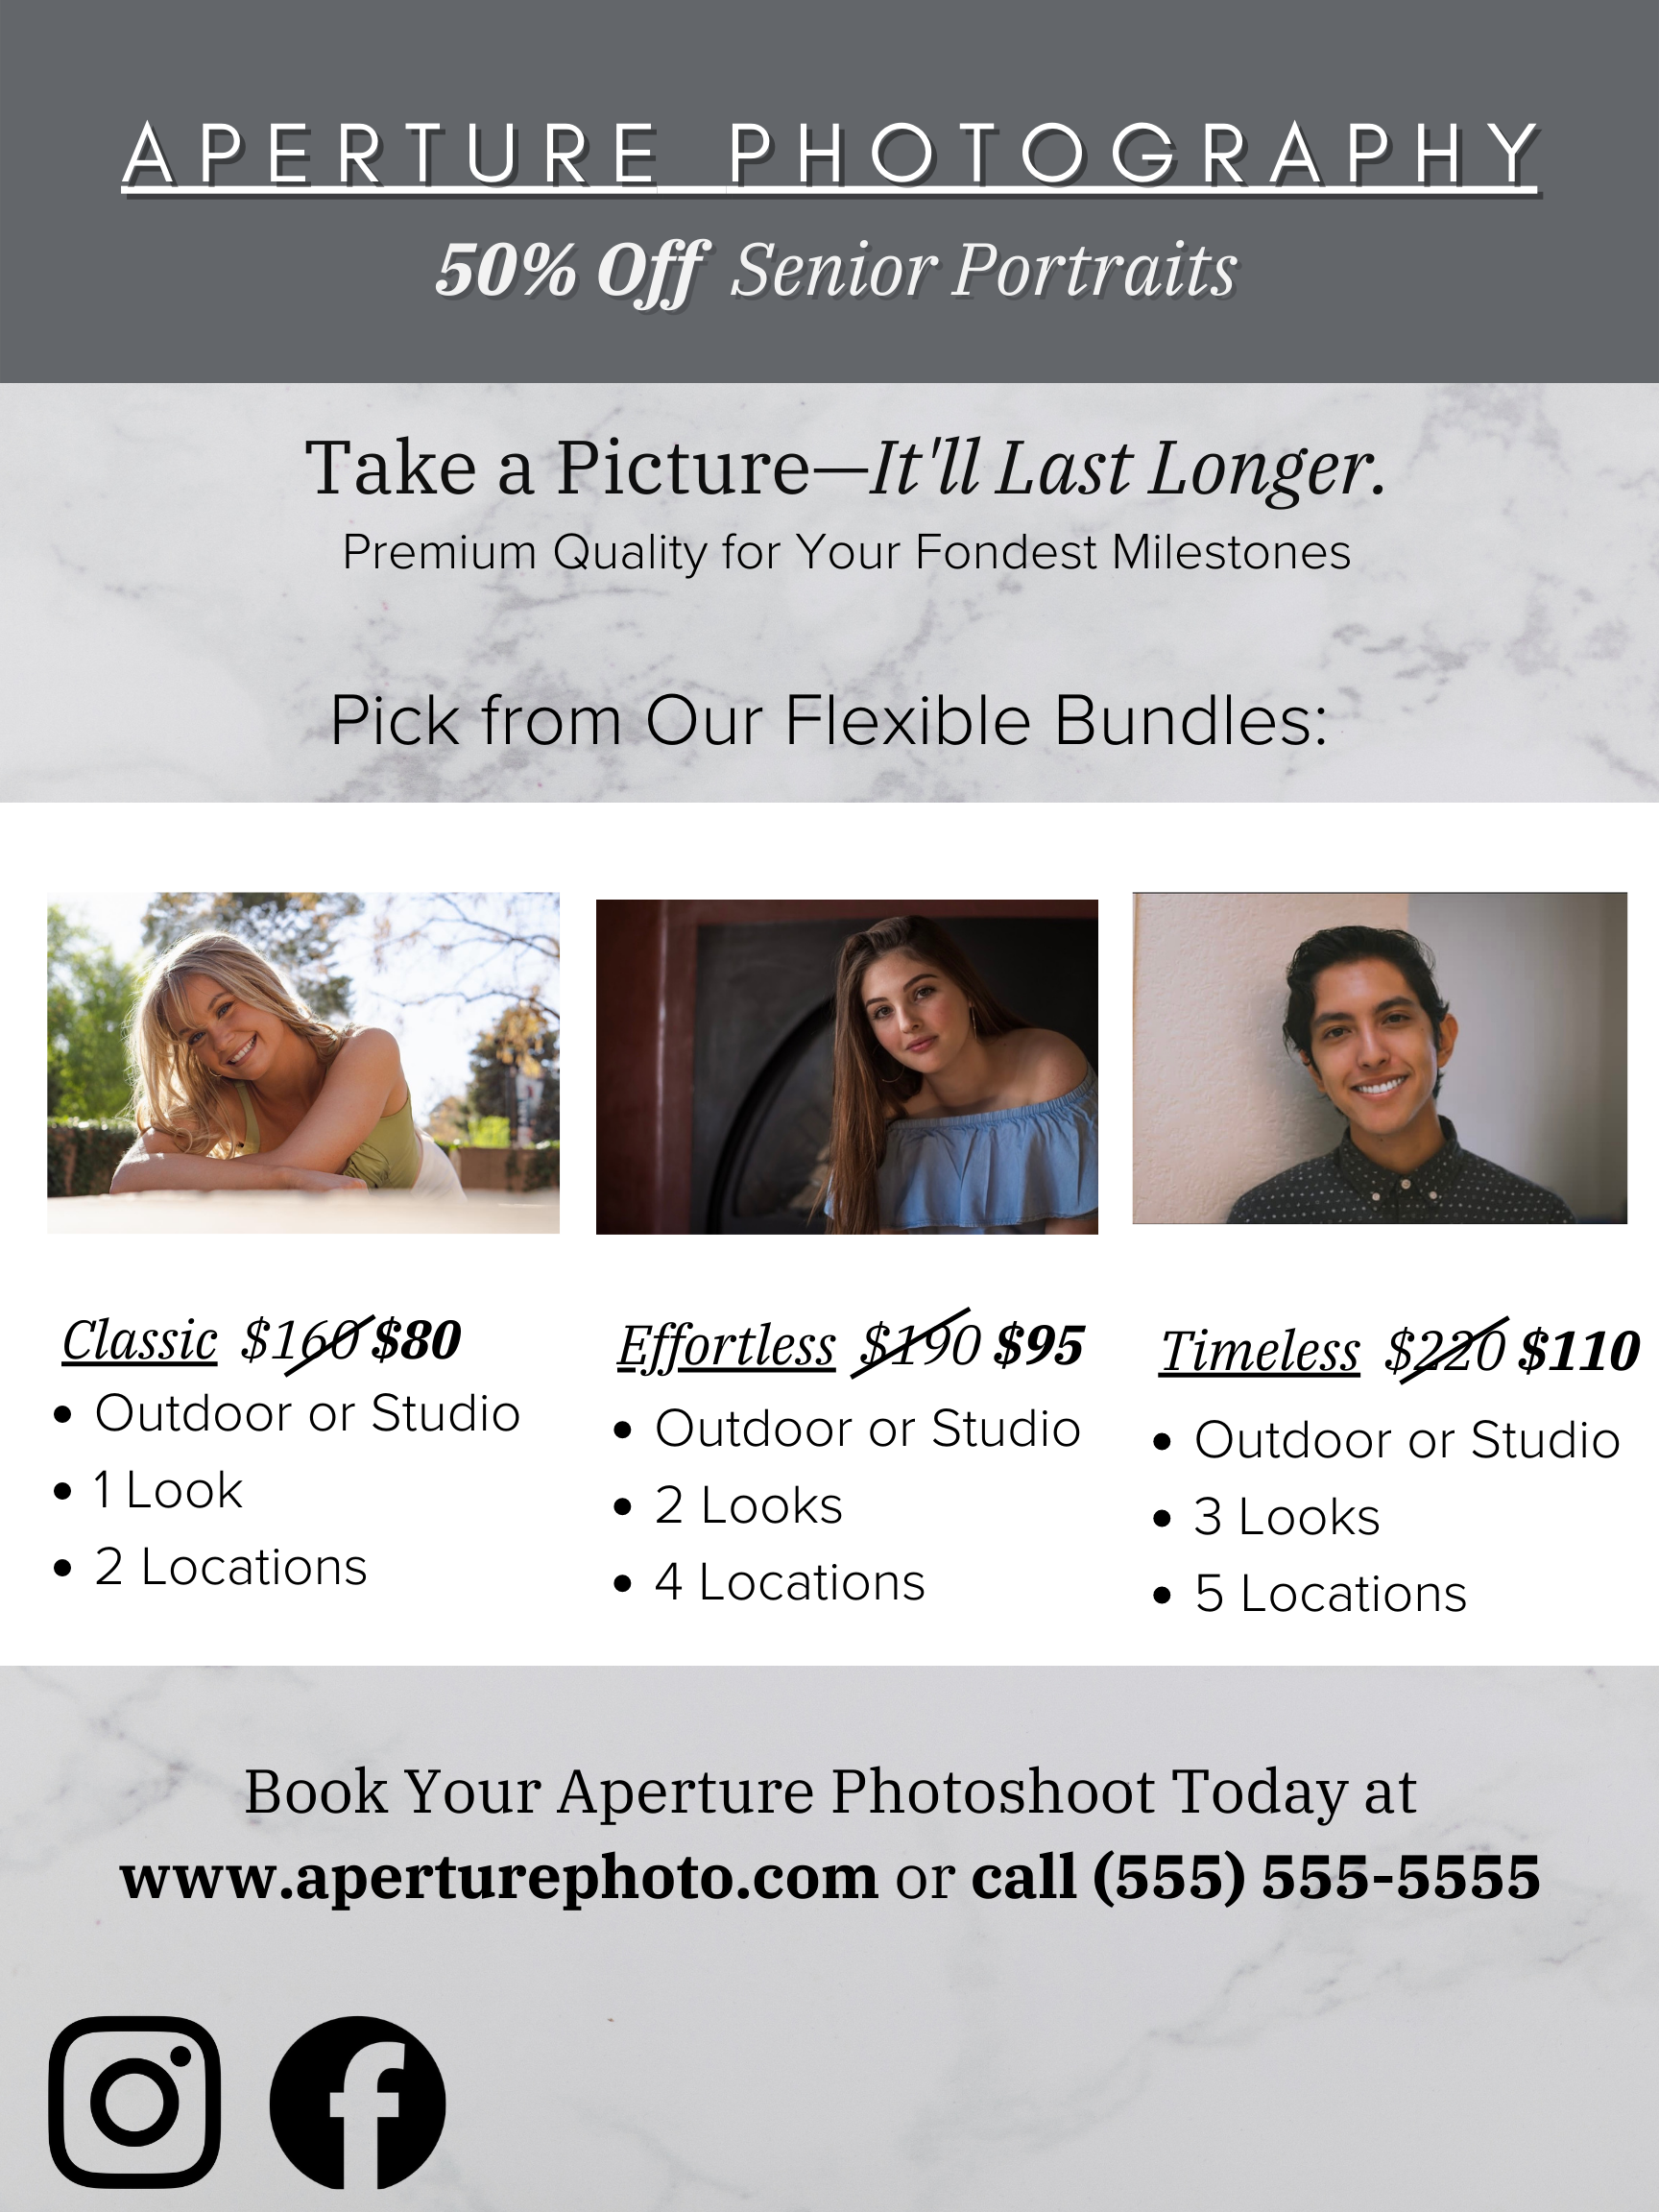 APERTURE PHOTOGRAPHY
50% Off Senior Portraits
Take a Picture—It'll Last Longer.
Premium Quality for Your Fondest Milestones
Pick from Our Flexible Bundles:
Classic $160 $80
• Outdoor or Studio
• 1 Look
• 2 Locations
Effortless $190 $95
• Outdoor or Studio
• 2 Looks
• 4 Locations
Timeless $220 $110
• Outdoor or Studio
• 3 Looks
• 5 Locations
Book Your Aperture Photoshoot Today at
www.aperturephoto.com or call (555) 555-5555